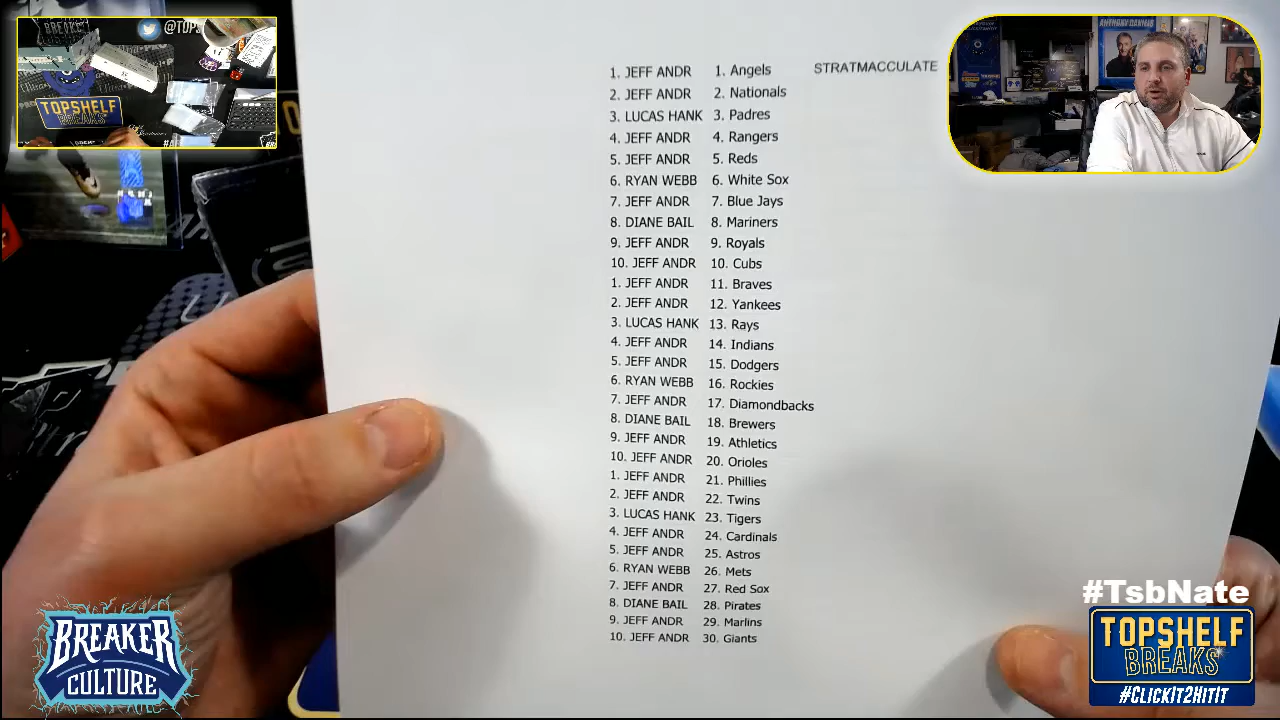 BREAKER
@TOPS
TOPSHELF
BREAKS
ANTHONY DAVIS
1. JEFF ANDR 1. Angels STRATMACCULATE
2. JEFF ANDR 2. Nationals
3. LUCAS HANK 3. Padres
4. JEFF ANDR 4. Rangers
5. JEFF ANDR 5. Reds
6. RYAN WEBB 6. White Sox
7. JEFF ANDR 7. Blue Jays
8. DIANE BAIL 8. Mariners
9. JEFF ANDR 9. Royals
10. JEFF ANDR 10. Cubs
1. JEFF ANDR 11. Braves
2. JEFF ANDR 12. Yankees
3. LUCAS HANK 13. Rays
4. JEFF ANDR 14. Indians
5. JEFF ANDR 15. Dodgers
6. RYAN WEBB 16. Rockies
7. JEFF ANDR 17. Diamondbacks
8. DIANE BAIL 18. Brewers
9. JEFF ANDR 19. Athletics
10. JEFF ANDR 20. Orioles
1. JEFF ANDR 21. Phillies
2. JEFF ANDR 22. Twins
3. LUCAS HANK 23. Tigers
4. JEFF ANDR 24. Cardinals
5. JEFF ANDR 25. Astros
6. RYAN WEBB 26. Mets
7. JEFF ANDR 27. Red Sox
8. DIANE BAIL 28. Pirates
9. JEFF ANDR 29. Marlins
10. JEFF ANDR 30. Giants
BREAKER
CULTURE
#TsbNate
TOPSHELF
BREAKS
#CLICKIT2HITIT